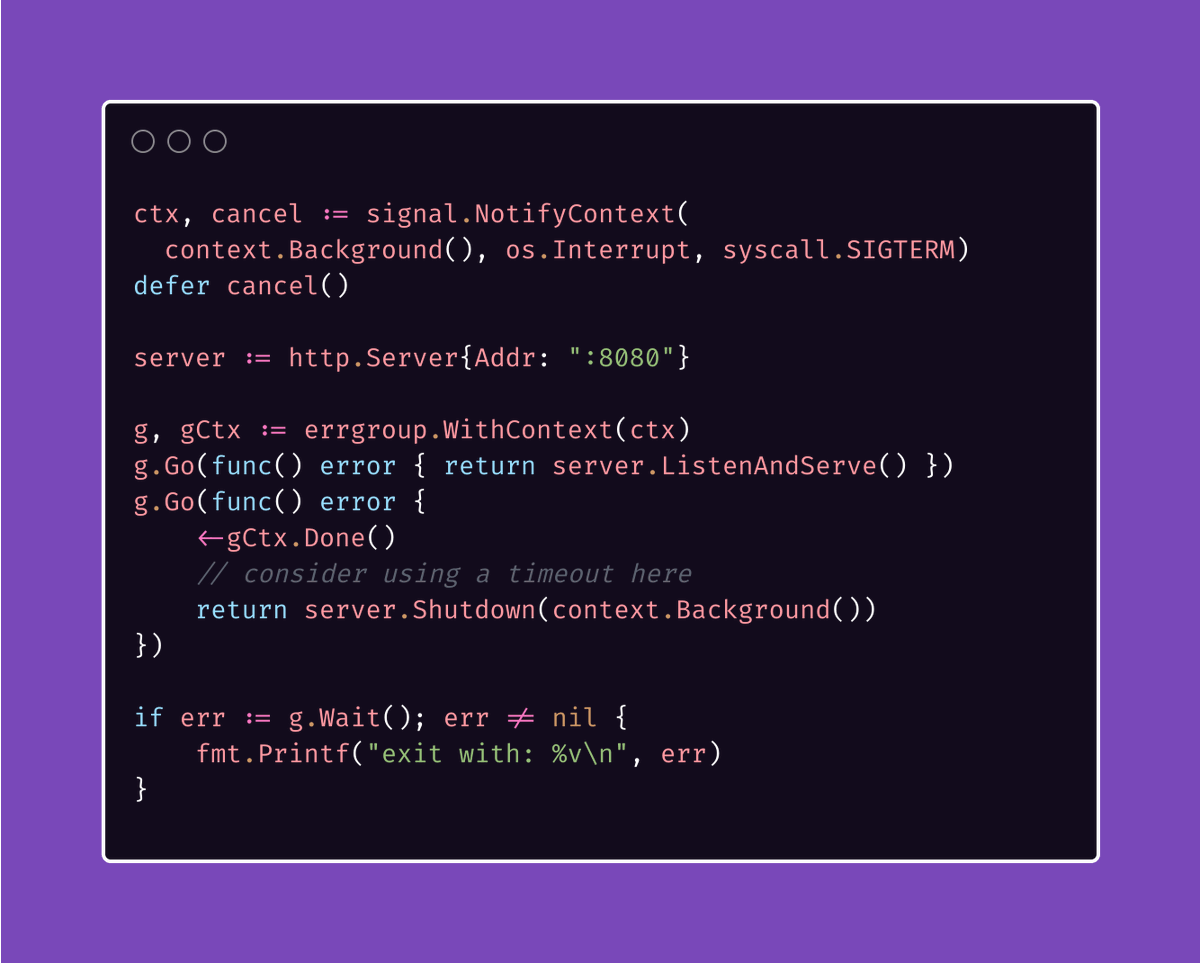 ctx, cancel := signal.NotifyContext(
  context.Background(), os.Interrupt, syscall.SIGTERM)
defer cancel()

server := http.Server{Addr: ":8080"}

g, gCtx := errgroup.WithContext(ctx)
g.Go(func() error { return server.ListenAndServe() })
g.Go(func() error {
    <-gCtx.Done()
    // consider using a timeout here
    return server.Shutdown(context.Background())
})

if err := g.Wait(); err != nil {
    fmt.Printf("exit with: %v\n", err)
}